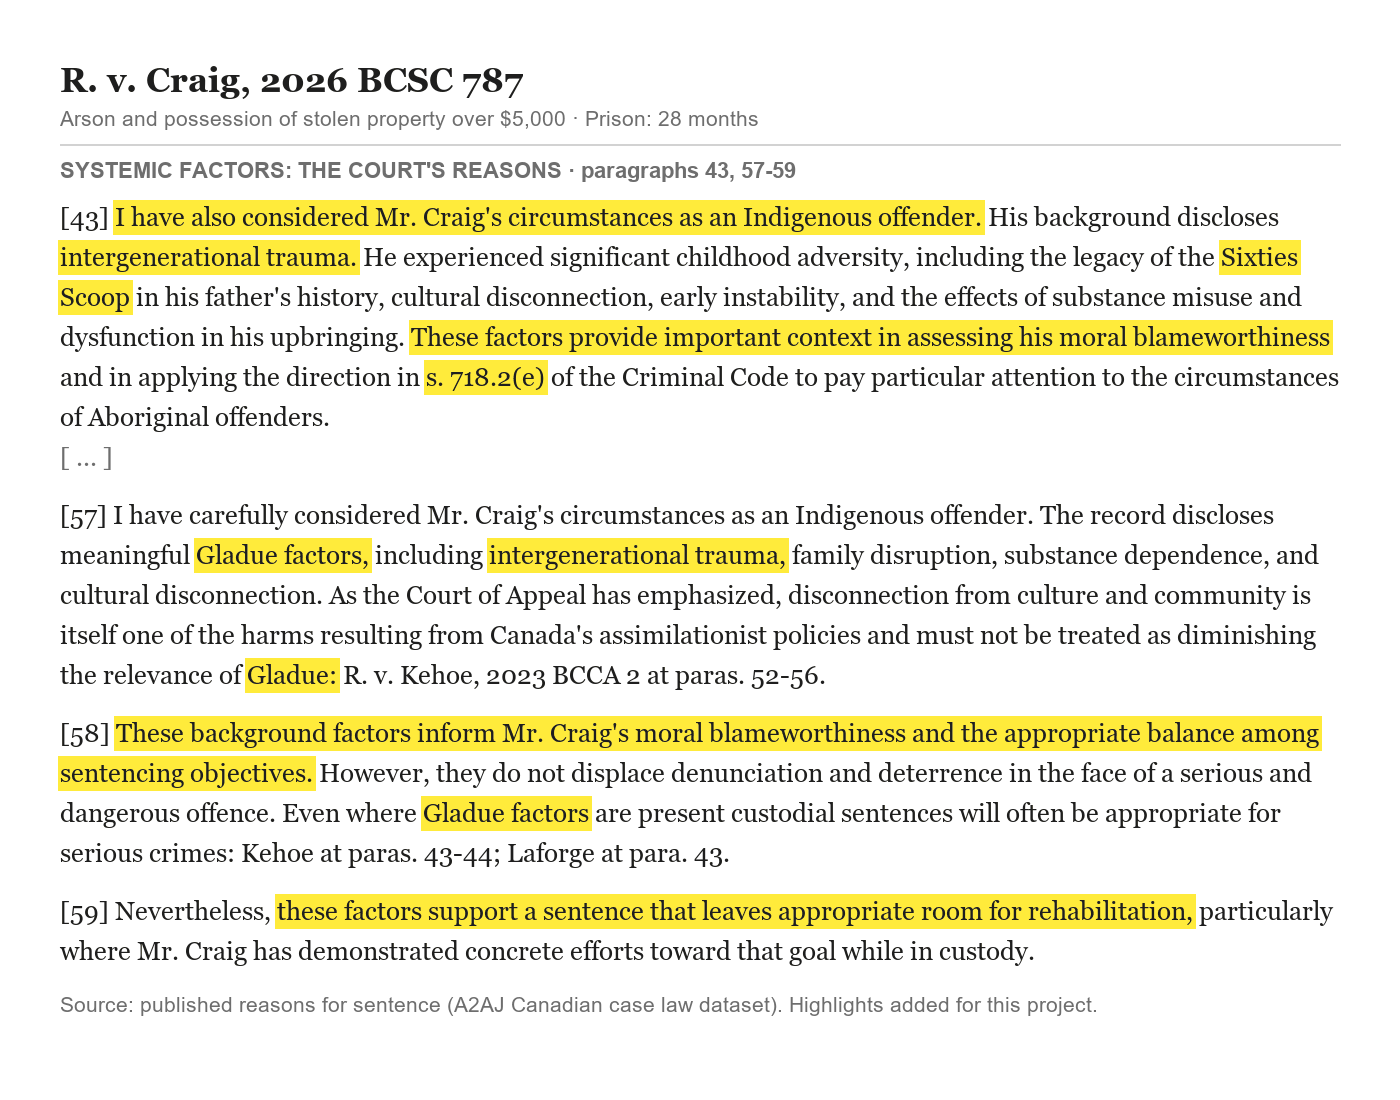 R. v. Craig, 2026 BCSC 787
Arson and possession of stolen property over $5,000 · Prison: 28 months
SYSTEMIC FACTORS: THE COURT'S REASONS · paragraphs 43, 57-59
[43] I have also considered Mr. Craig's circumstances as an Indigenous offender. His background discloses
intergenerational trauma. He experienced significant childhood adversity, including the legacy of the Sixties
Scoop in his father's history, cultural disconnection, early instability, and the effects of substance misuse and
dysfunction in his upbringing. These factors provide important context in assessing his moral blameworthiness
and in applying the direction in s. 718.2(e) of the Criminal Code to pay particular attention to the circumstances
of Aboriginal offenders.
[ ... ]
[57] I have carefully considered Mr. Craig's circumstances as an Indigenous offender. The record discloses
meaningful Gladue factors, including intergenerational trauma, family disruption, substance dependence, and
cultural disconnection. As the Court of Appeal has emphasized, disconnection from culture and community is
itself one of the harms resulting from Canada's assimilationist policies and must not be treated as diminishing
the relevance of Gladue: R. v. Kehoe, 2023 BCCA 2 at paras. 52-56.
[58] These background factors inform Mr. Craig's moral blameworthiness and the appropriate balance among
sentencing objectives. However, they do not displace denunciation and deterrence in the face of a serious and
dangerous offence. Even where Gladue factors are present custodial sentences will often be appropriate for
serious crimes: Kehoe at paras. 43-44; Laforge at para. 43.
[59] Nevertheless, these factors support a sentence that leaves appropriate room for rehabilitation, particularly
where Mr. Craig has demonstrated concrete efforts toward that goal while in custody.
Source: published reasons for sentence (A2AJ Canadian case law dataset). Highlights added for this project.